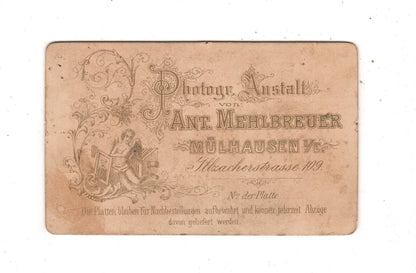 Photogr. Anstalt
von
ANT. MEHLBREUER
MÜLHAUSEN I/E.
Illzacherstrasse 109.
No. der Platte
Die Platten bleiben für Nachbestellungen aufbewahrt und können jederzeit Abzüge
davon geliefert werden.